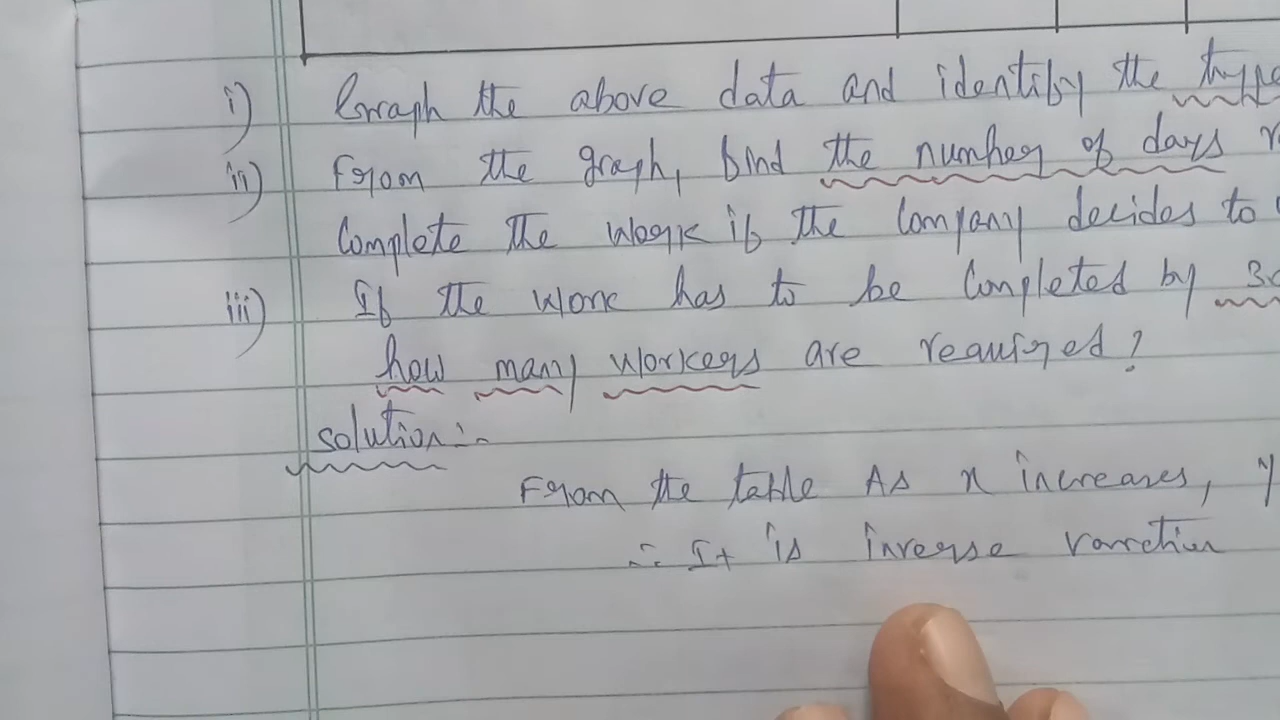 i) Graph the above data and identify the type
ii) From the graph, find the number of days
Complete the work if the Company decides to
iii) If the work has to be Completed by 30
how many workers are required?
Solution:-
From the table As x increases, y
∴ It is inverse variation